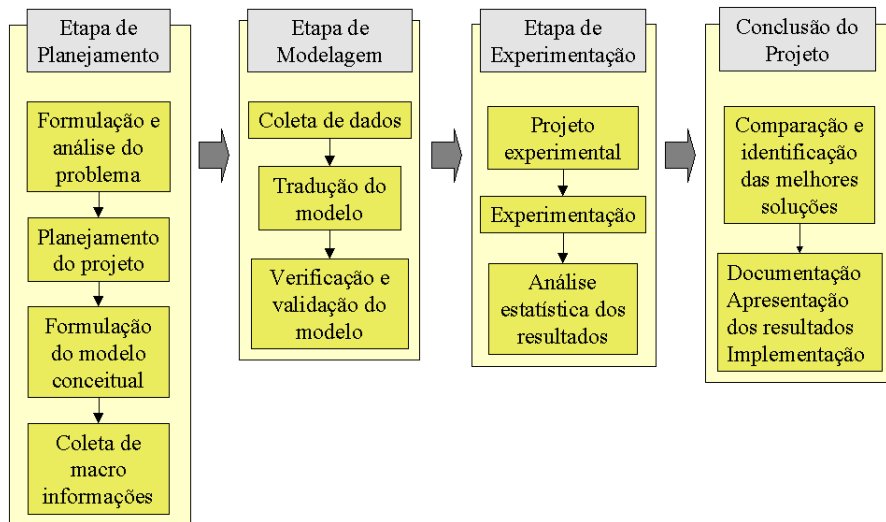 Etapa de
Planejamento
Formulação e
análise do
problema
Planejamento
do projeto
Formulação
do modelo
conceitual
Coleta de
macro
informações
Etapa de
Modelagem
Coleta de dados
Tradução do
modelo
Verificação e
validação do
modelo
Etapa de
Experimentação
Projeto
experimental
Experimentação
Análise
estatística dos
resultados
Conclusão do
Projeto
Comparação e
identificação
das melhores
soluções
Documentação
Apresentação
dos resultados
Implementação